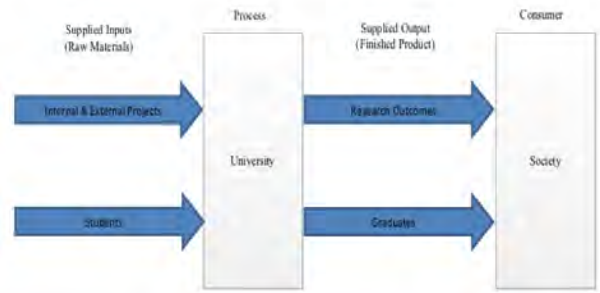 Process
Consumer
Supplied Inputs
(Raw Materials)
Supplied Output
(Finished Product)
Internal & External Projects
Research Outcomes
University
Society
Students
Graduates